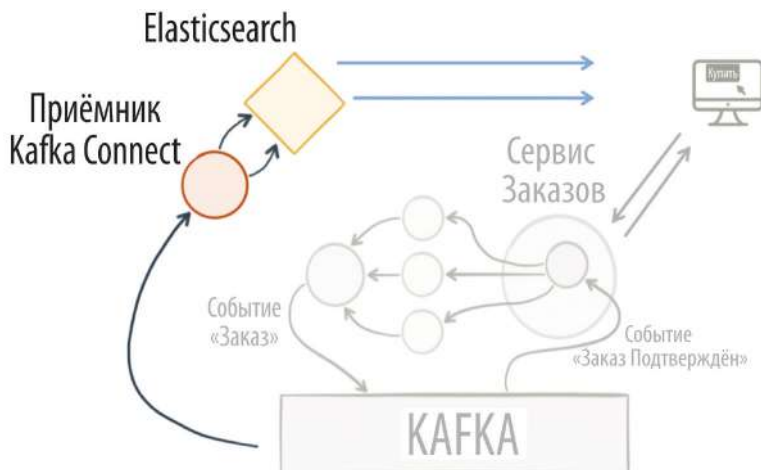 Elasticsearch
Приёмник
Kafka Connect
Купить
Сервис
Заказов
Событие
«Заказ»
Событие
«Заказ Подтверждён»
KAFKA